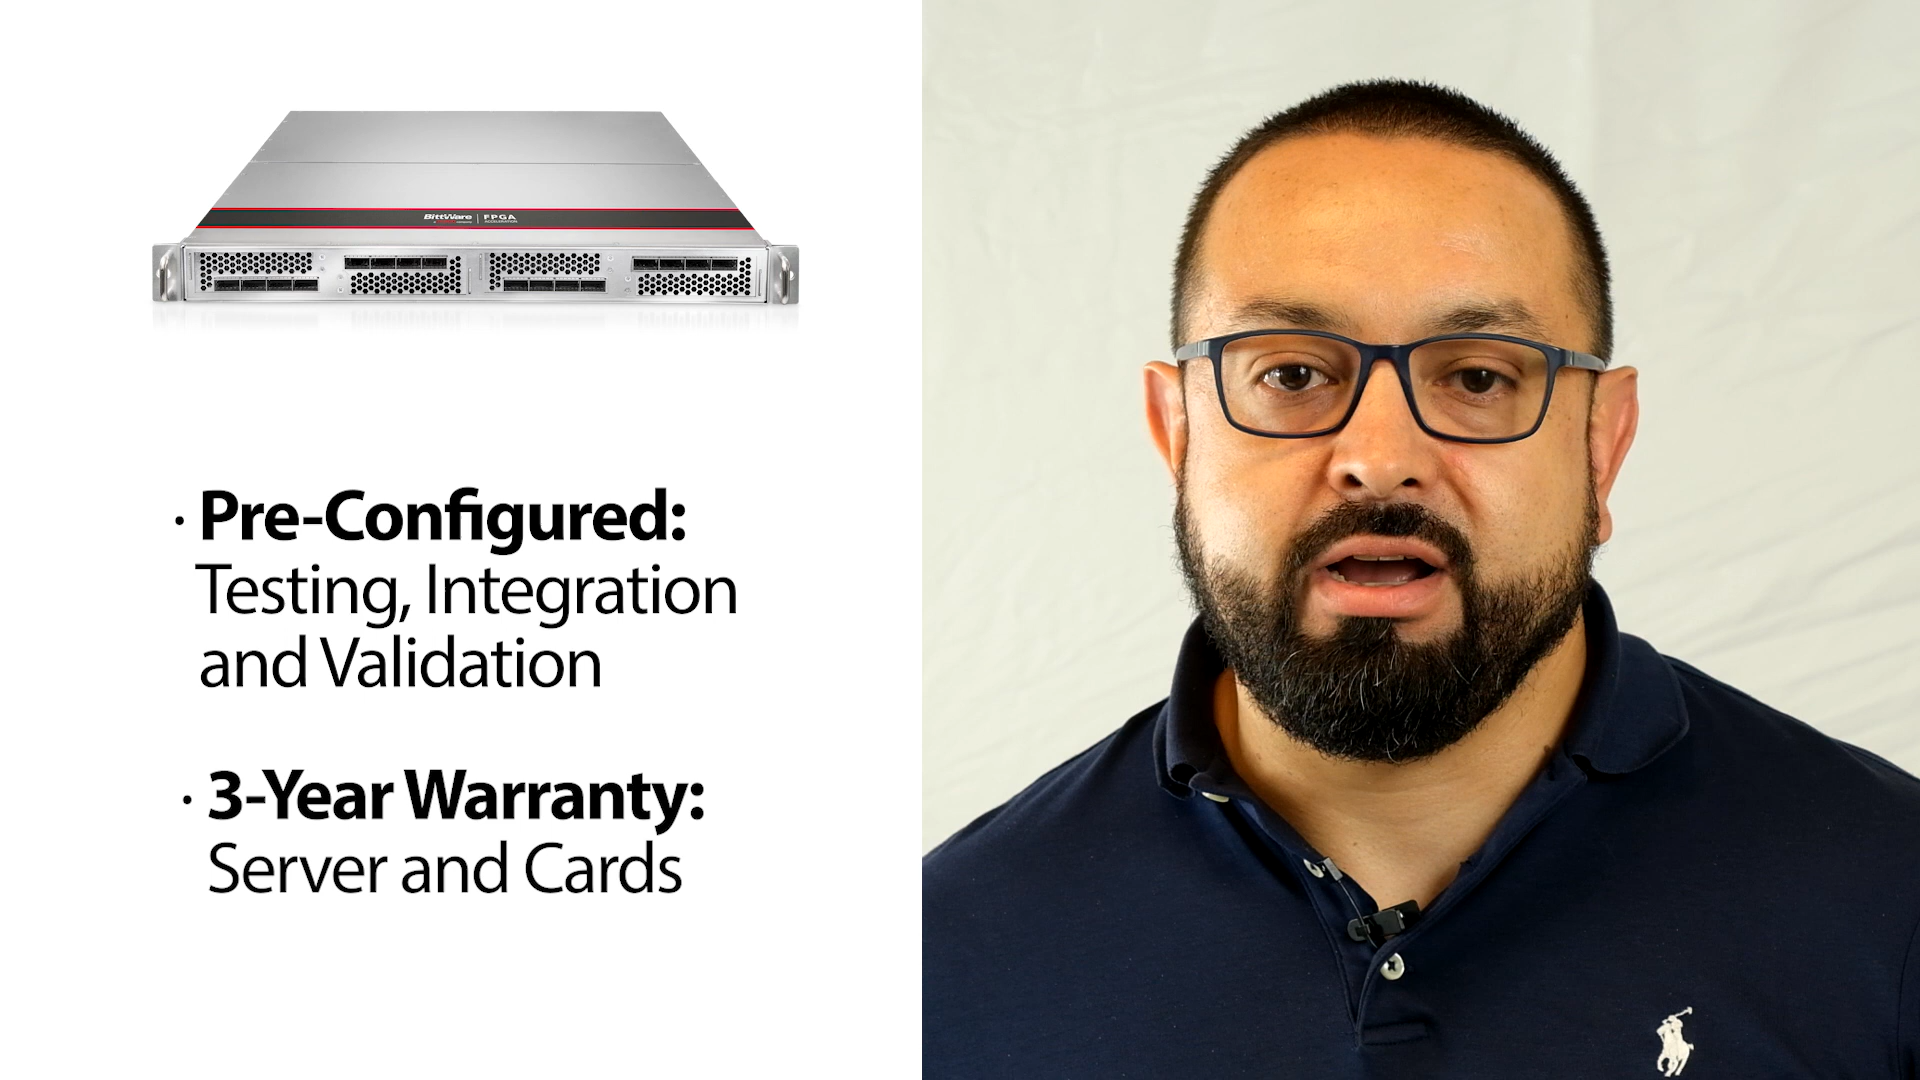 BittWare | FPGA
· Pre-Configured:
Testing, Integration
and Validation
· 3-Year Warranty:
Server and Cards